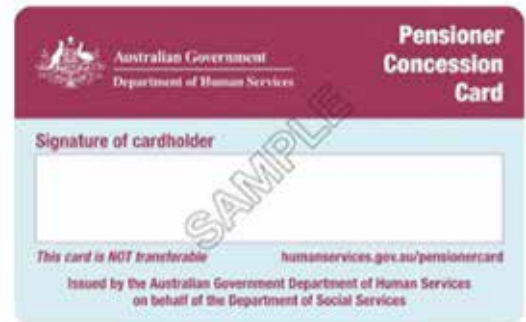 Australian Government
Department of Human Services
Pensioner
Concession
Card
Signature of cardholder
SAMPLE
This card is NOT transferable
humanservices.gov.au/pensionercard
Issued by the Australian Government Department of Human Services
on behalf of the Department of Social Services